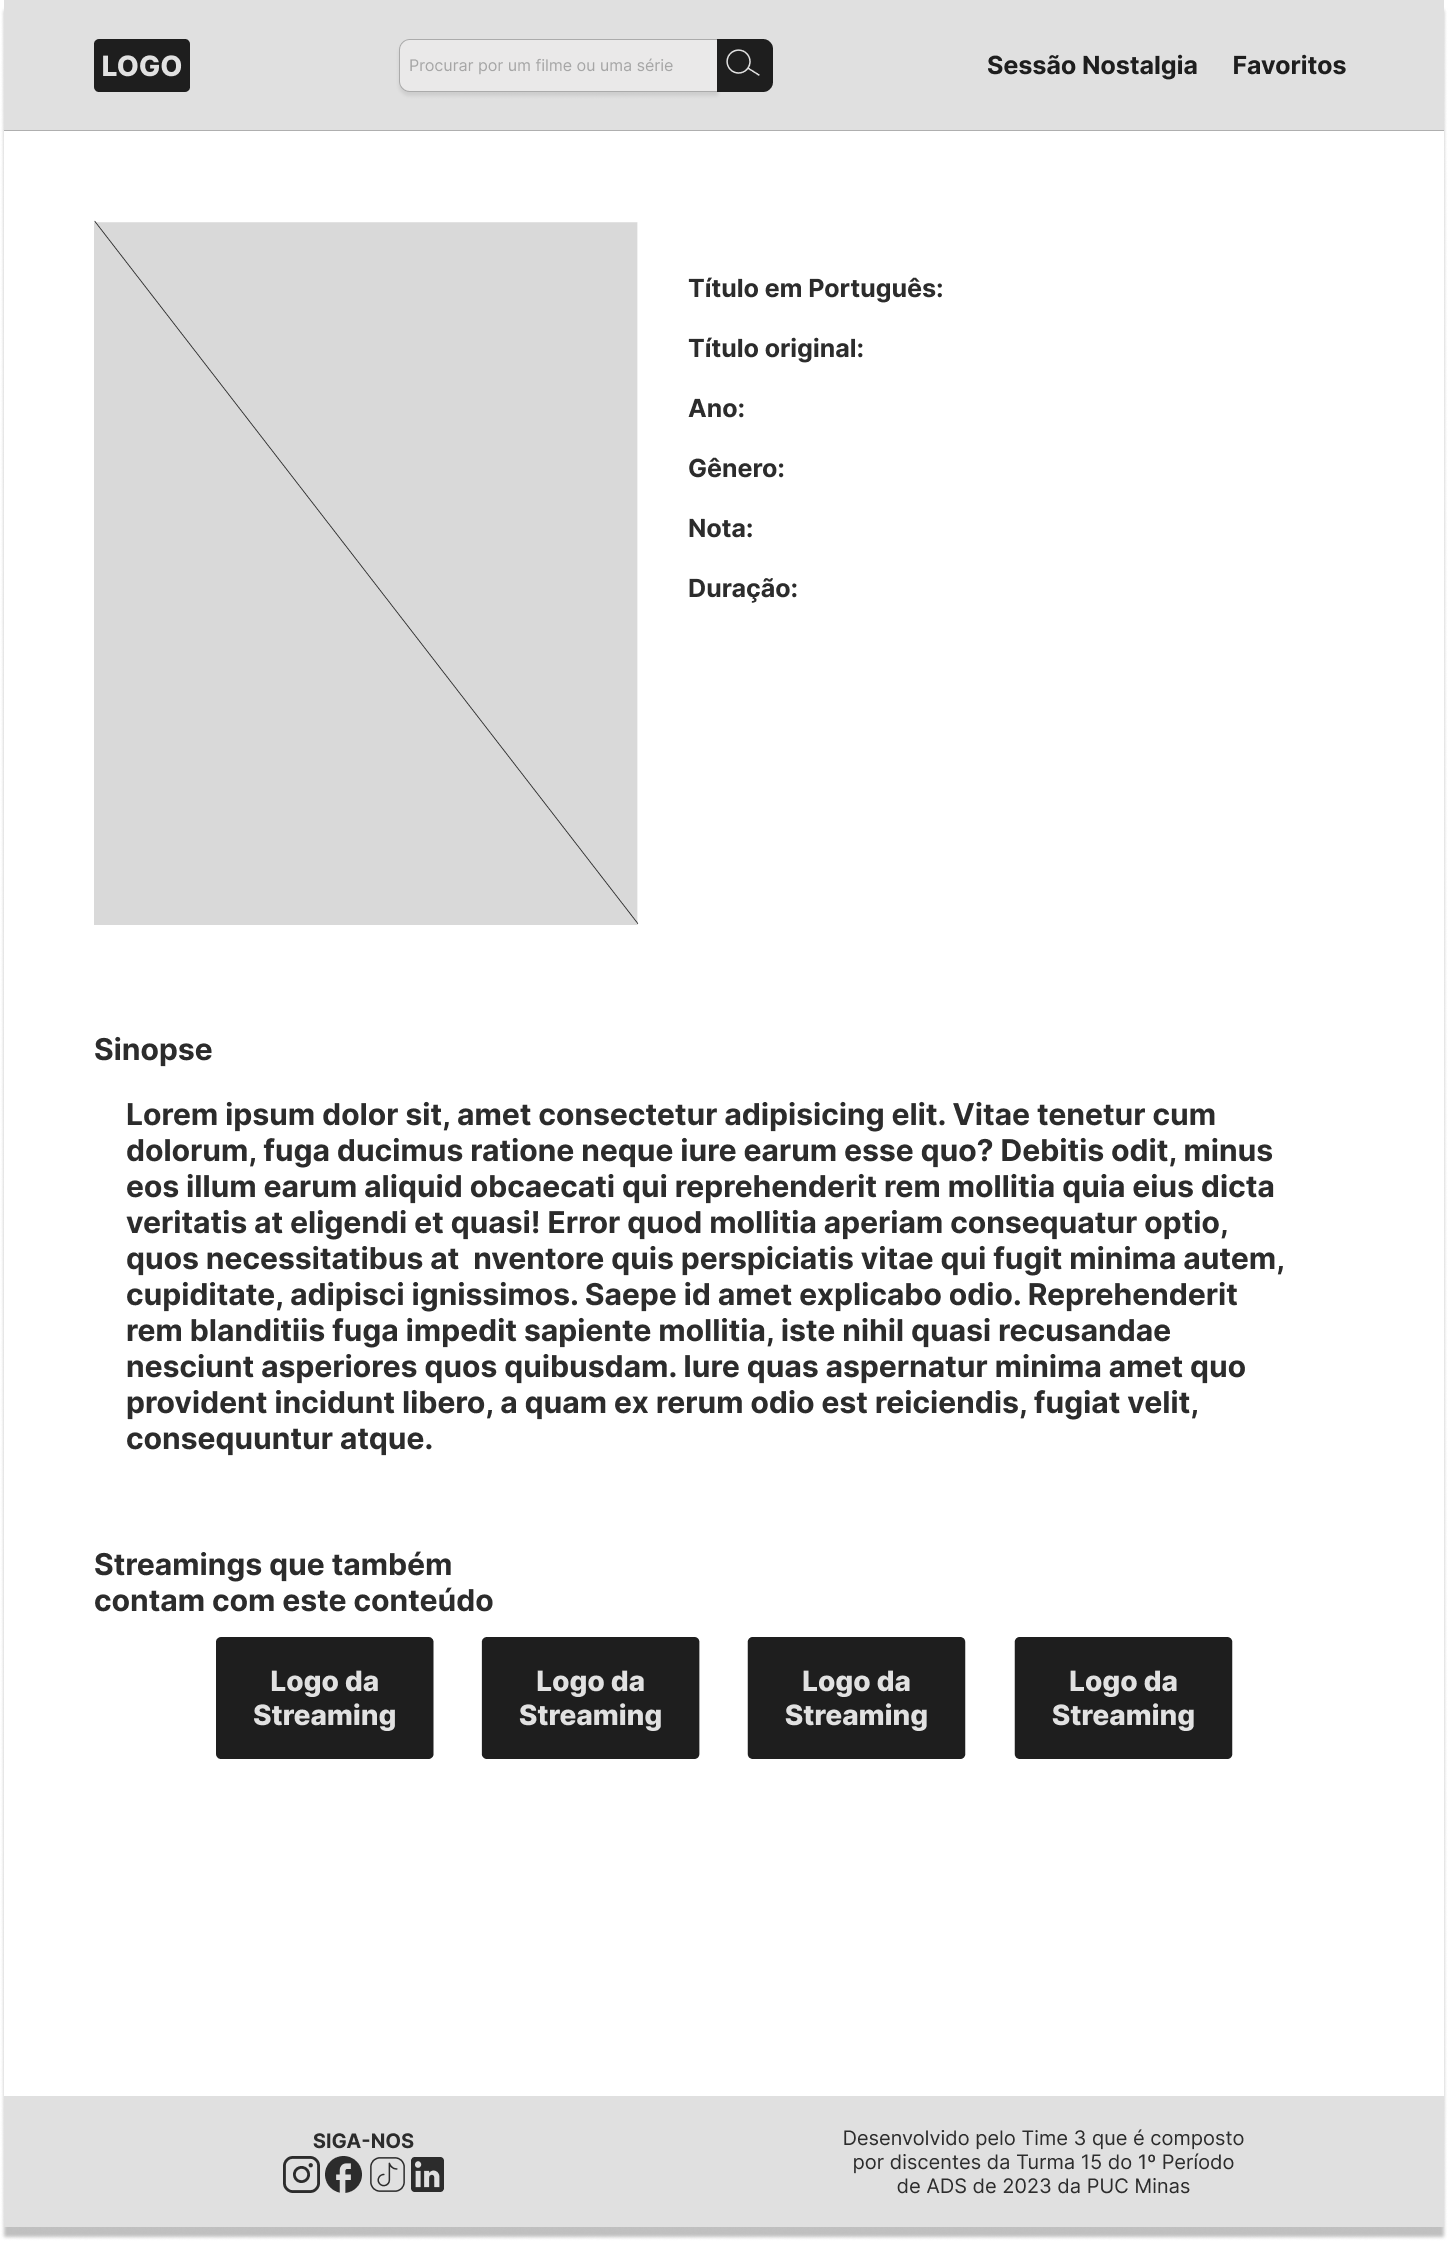 LOGO
Procurar por um filme ou uma série
Sessão Nostalgia
Favoritos
Título em Português:
Título original:
Ano:
Gênero:
Nota:
Duração:
Sinopse
Lorem ipsum dolor sit, amet consectetur adipisicing elit. Vitae tenetur cum
dolorum, fuga ducimus ratione neque iure earum esse quo? Debitis odit, minus
eos illum earum aliquid obcaecati qui reprehenderit rem mollitia quia eius dicta
veritatis at eligendi et quasi! Error quod mollitia aperiam consequatur optio,
quos necessitatibus at  nventore quis perspiciatis vitae qui fugit minima autem,
cupiditate, adipisci ignissimos. Saepe id amet explicabo odio. Reprehenderit
rem blanditiis fuga impedit sapiente mollitia, iste nihil quasi recusandae
nesciunt asperiores quos quibusdam. Iure quas aspernatur minima amet quo
provident incidunt libero, a quam ex rerum odio est reiciendis, fugiat velit,
consequuntur atque.
Streamings que também
contam com este conteúdo
Logo da
Streaming
Logo da
Streaming
Logo da
Streaming
Logo da
Streaming
SIGA-NOS
Desenvolvido pelo Time 3 que é composto
por discentes da Turma 15 do 1º Período
de ADS de 2023 da PUC Minas